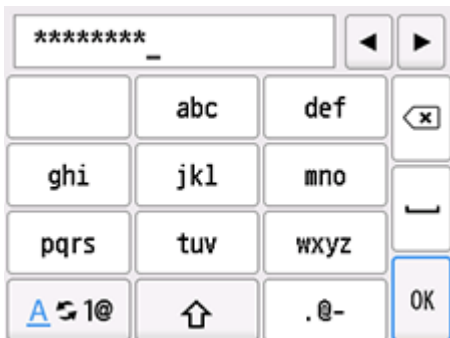 ********_
abc def
ghi jkl mno
pqrs tuv wxyz
A 1@ .@- OK